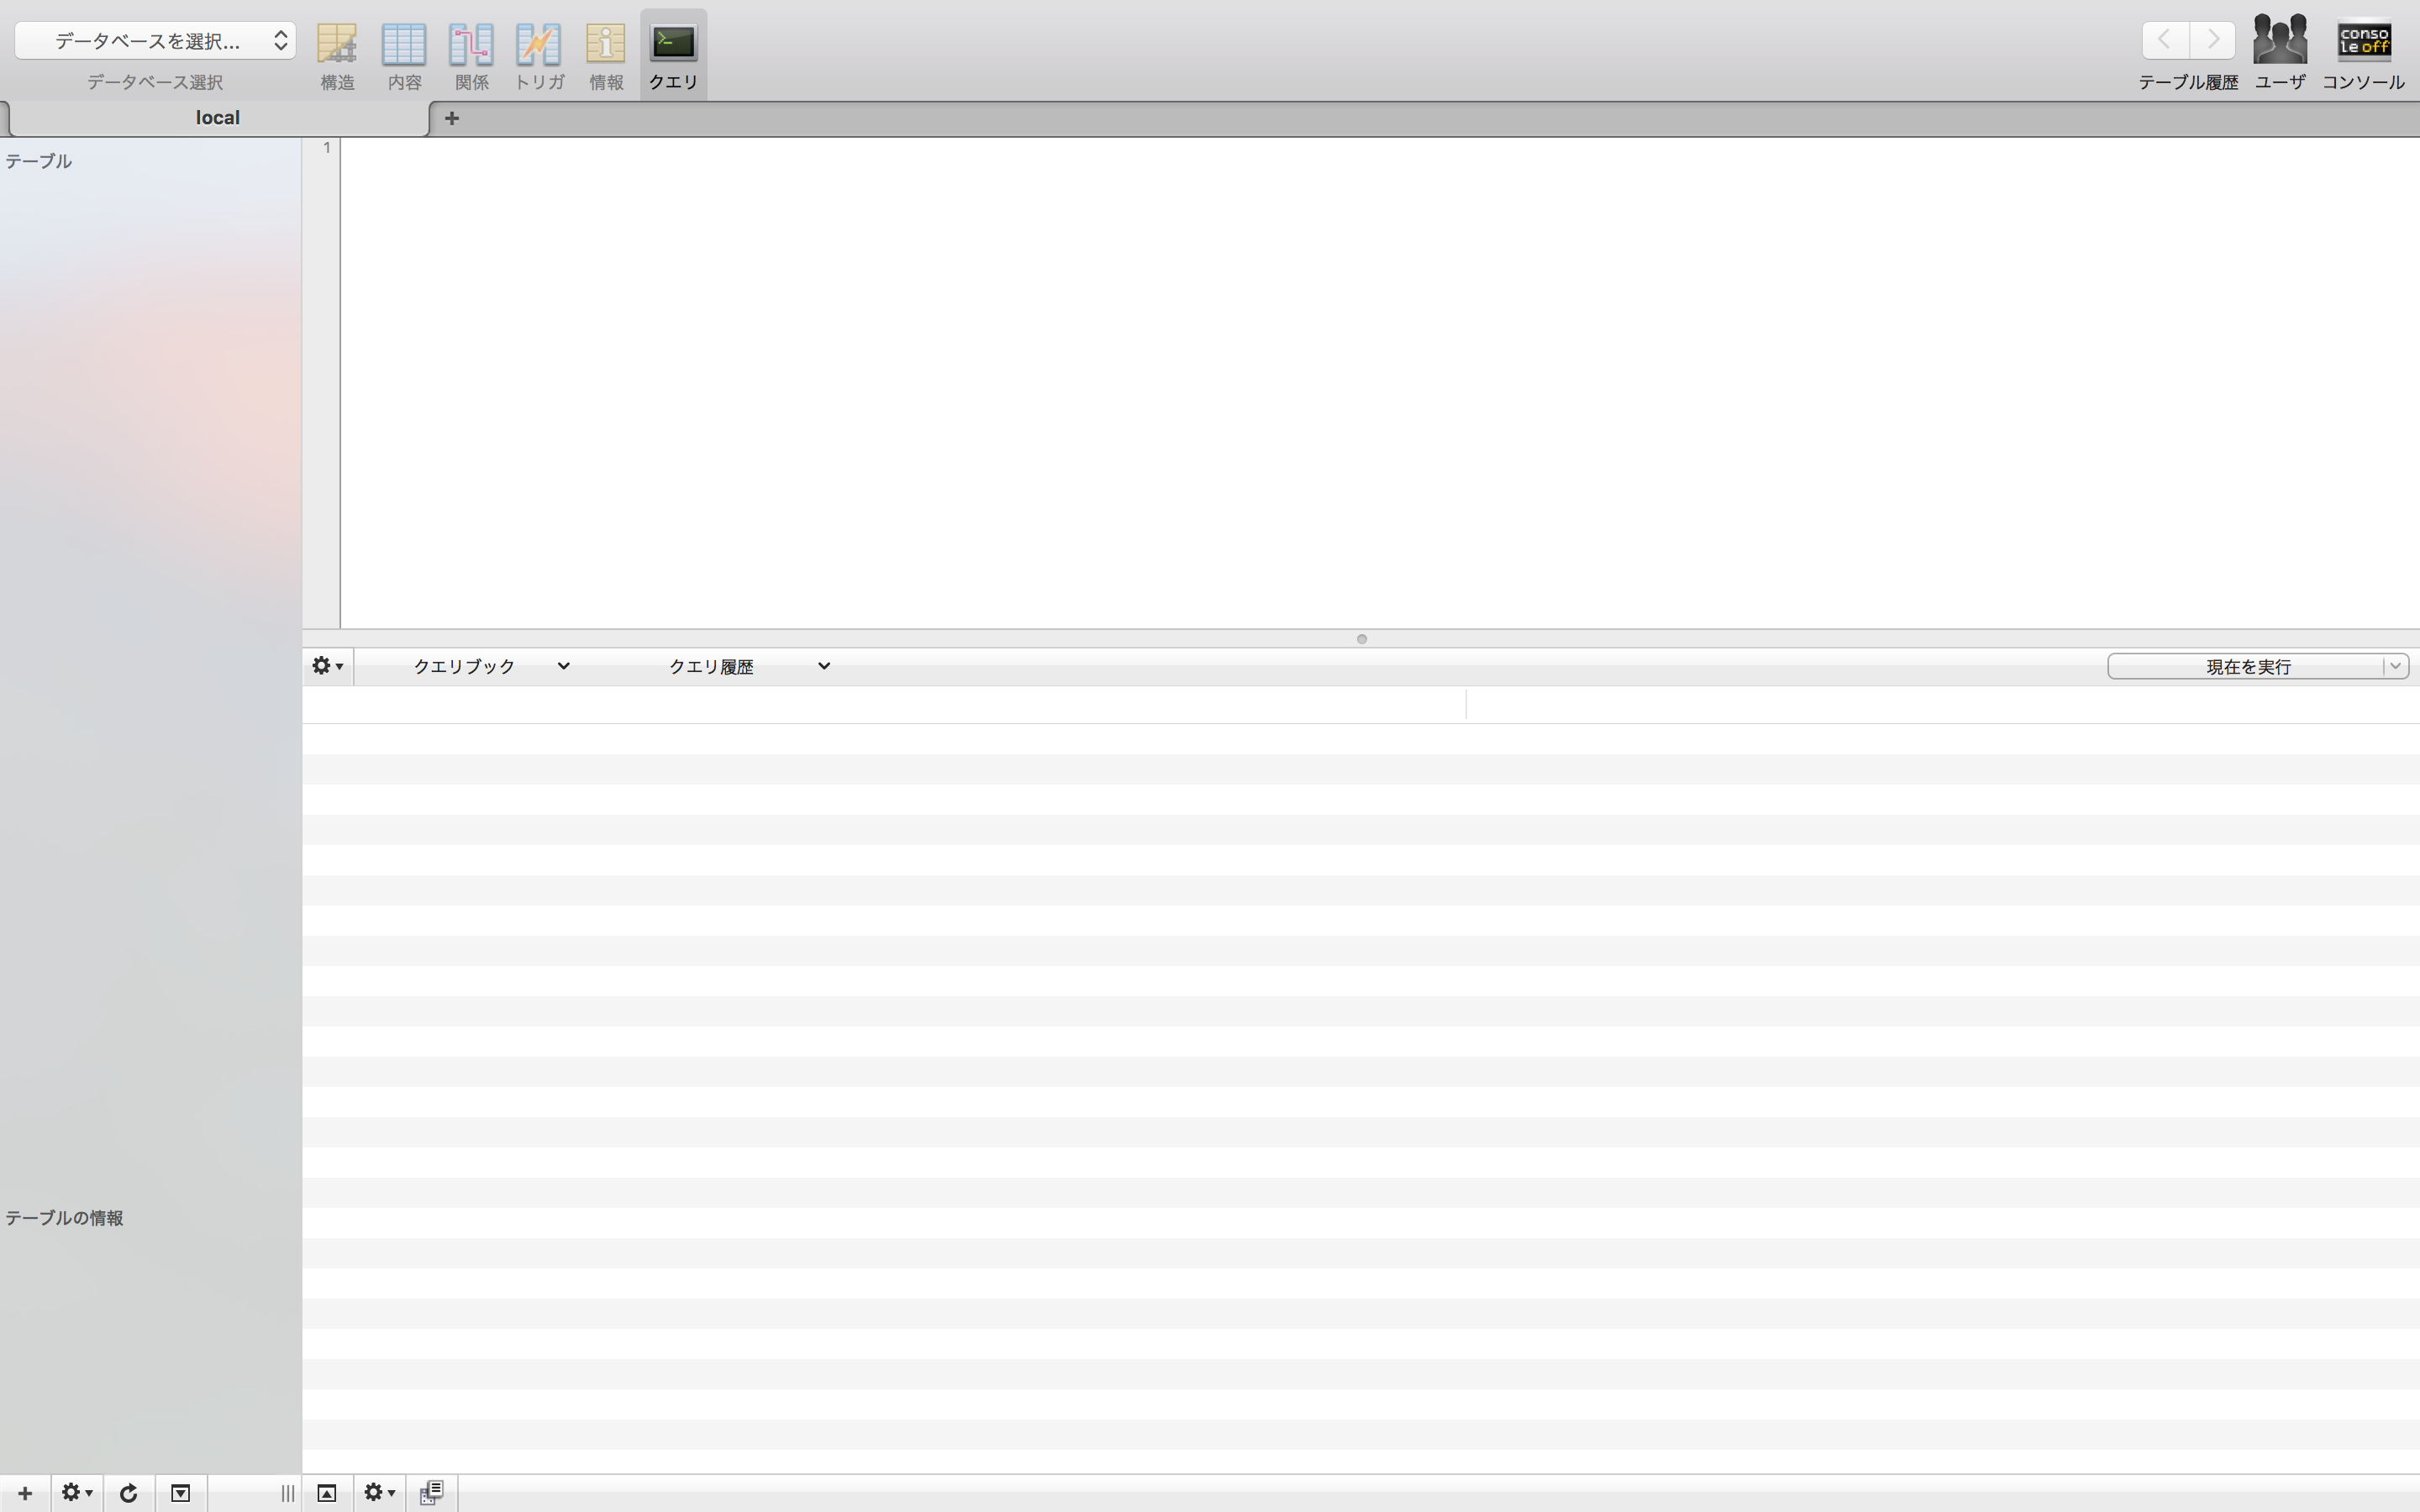 データベースを選択...
データベース選択
構造
内容
関係
トリガ
情報
クエリ
テーブル履歴
ユーザ
conso
le off
コンソール
local
テーブル
1
クエリブック
クエリ履歴
現在を実行
テーブルの情報